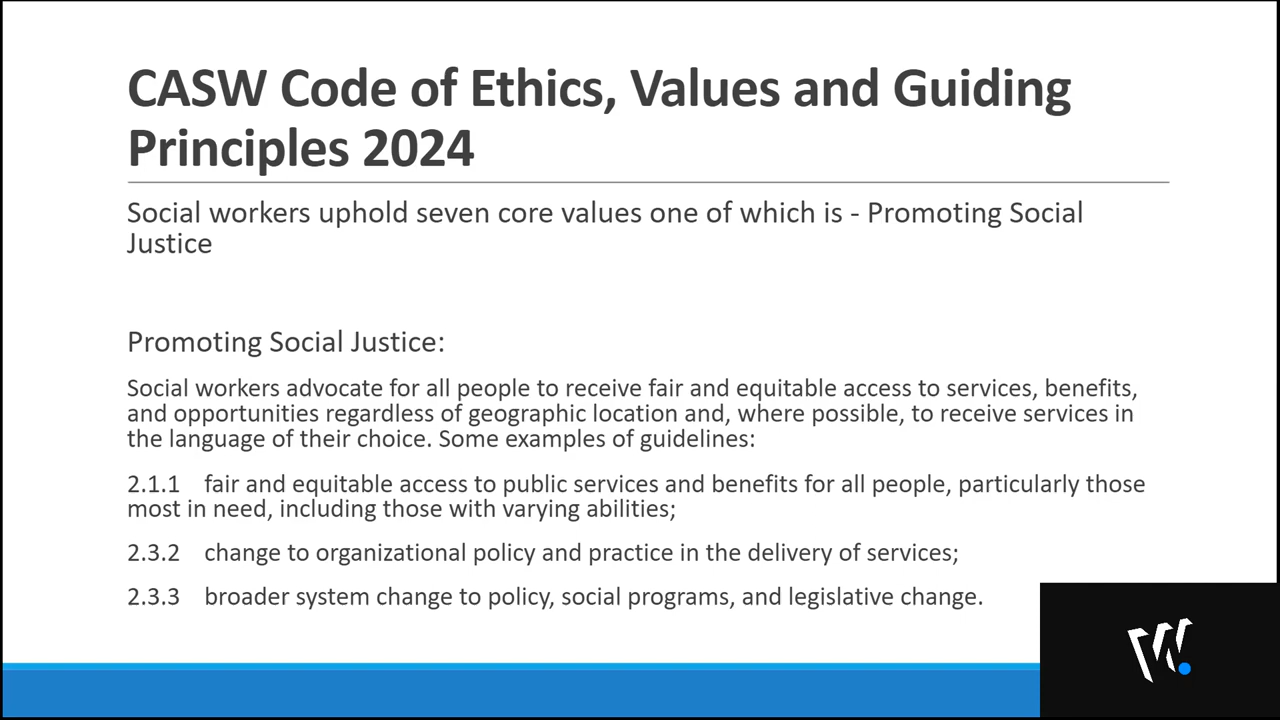 CASW Code of Ethics, Values and Guiding
Principles 2024
Social workers uphold seven core values one of which is - Promoting Social
Justice
Promoting Social Justice:
Social workers advocate for all people to receive fair and equitable access to services, benefits,
and opportunities regardless of geographic location and, where possible, to receive services in
the language of their choice. Some examples of guidelines:
2.1.1 fair and equitable access to public services and benefits for all people, particularly those
most in need, including those with varying abilities;
2.3.2 change to organizational policy and practice in the delivery of services;
2.3.3 broader system change to policy, social programs, and legislative change.
W.